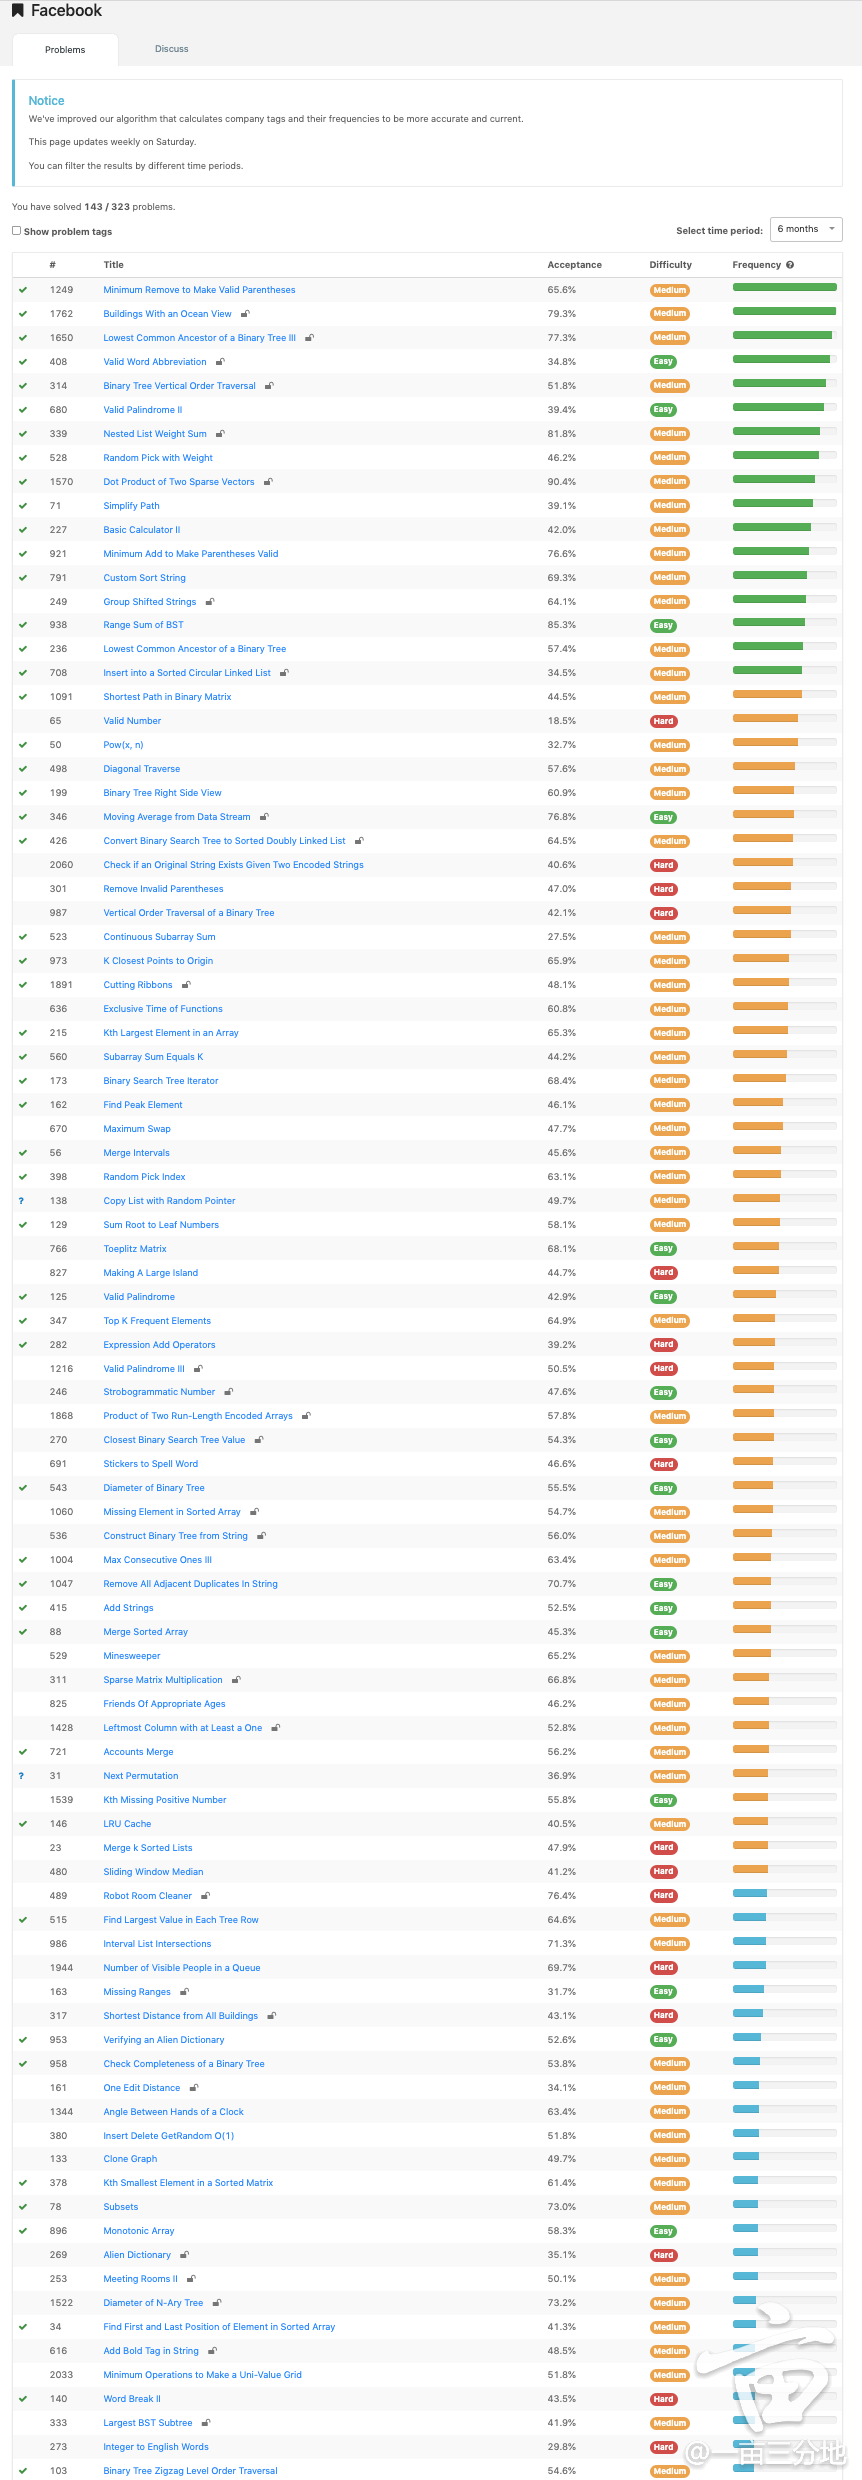 Facebook
Problems Discuss
Notice
We've improved our algorithm that calculates company tags and their frequencies to be more accurate and current.
This page updates weekly on Saturday.
You can filter the results by different time periods.
You have solved 143 / 323 problems.
Show problem tags Select time period: 6 months
# Title Acceptance Difficulty Frequency
1249 Minimum Remove to Make Valid Parentheses 65.6% Medium
1762 Buildings With an Ocean View 79.3% Medium
1650 Lowest Common Ancestor of a Binary Tree III 77.3% Medium
408 Valid Word Abbreviation 34.8% Easy
314 Binary Tree Vertical Order Traversal 51.8% Medium
680 Valid Palindrome II 39.4% Easy
339 Nested List Weight Sum 81.8% Medium
528 Random Pick with Weight 46.2% Medium
1570 Dot Product of Two Sparse Vectors 90.4% Medium
71 Simplify Path 39.1% Medium
227 Basic Calculator II 42.0% Medium
921 Minimum Add to Make Parentheses Valid 76.6% Medium
791 Custom Sort String 69.3% Medium
249 Group Shifted Strings 64.1% Medium
938 Range Sum of BST 85.3% Easy
236 Lowest Common Ancestor of a Binary Tree 57.4% Medium
708 Insert into a Sorted Circular Linked List 34.5% Medium
1091 Shortest Path in Binary Matrix 44.5% Medium
65 Valid Number 18.5% Hard
50 Pow(x, n) 32.7% Medium
498 Diagonal Traverse 57.6% Medium
199 Binary Tree Right Side View 60.9% Medium
346 Moving Average from Data Stream 76.8% Easy
426 Convert Binary Search Tree to Sorted Doubly Linked List 64.5% Medium
2060 Check if an Original String Exists Given Two Encoded Strings 40.6% Hard
301 Remove Invalid Parentheses 47.0% Hard
987 Vertical Order Traversal of a Binary Tree 42.1% Hard
523 Continuous Subarray Sum 27.5% Medium
973 K Closest Points to Origin 65.9% Medium
1891 Cutting Ribbons 48.1% Medium
636 Exclusive Time of Functions 60.8% Medium
215 Kth Largest Element in an Array 65.3% Medium
560 Subarray Sum Equals K 44.2% Medium
173 Binary Search Tree Iterator 68.4% Medium
162 Find Peak Element 46.1% Medium
670 Maximum Swap 47.7% Medium
56 Merge Intervals 45.6% Medium
398 Random Pick Index 63.1% Medium
? 138 Copy List with Random Pointer 49.7% Medium
129 Sum Root to Leaf Numbers 58.1% Medium
766 Toeplitz Matrix 68.1% Easy
827 Making A Large Island 44.7% Hard
125 Valid Palindrome 42.9% Easy
347 Top K Frequent Elements 64.9% Medium
282 Expression Add Operators 39.2% Hard
1216 Valid Palindrome III 50.5% Hard
246 Strobogrammatic Number 47.6% Easy
1868 Product of Two Run-Length Encoded Arrays 57.8% Medium
270 Closest Binary Search Tree Value 54.3% Easy
691 Stickers to Spell Word 46.6% Hard
543 Diameter of Binary Tree 55.5% Easy
1060 Missing Element in Sorted Array 54.7% Medium
536 Construct Binary Tree from String 56.0% Medium
1004 Max Consecutive Ones III 63.4% Medium
1047 Remove All Adjacent Duplicates In String 70.7% Easy
415 Add Strings 52.5% Easy
88 Merge Sorted Array 45.3% Easy
529 Minesweeper 65.2% Medium
311 Sparse Matrix Multiplication 66.8% Medium
825 Friends Of Appropriate Ages 46.2% Medium
1428 Leftmost Column with at Least a One 52.8% Medium
721 Accounts Merge 56.2% Medium
? 31 Next Permutation 36.9% Medium
1539 Kth Missing Positive Number 55.8% Easy
146 LRU Cache 40.5% Medium
23 Merge k Sorted Lists 47.9% Hard
480 Sliding Window Median 41.2% Hard
489 Robot Room Cleaner 76.4% Hard
515 Find Largest Value in Each Tree Row 64.6% Medium
986 Interval List Intersections 71.3% Medium
1944 Number of Visible People in a Queue 69.7% Hard
163 Missing Ranges 31.7% Easy
317 Shortest Distance from All Buildings 43.1% Hard
953 Verifying an Alien Dictionary 52.6% Easy
958 Check Completeness of a Binary Tree 53.8% Medium
161 One Edit Distance 34.1% Medium
1344 Angle Between Hands of a Clock 63.4% Medium
380 Insert Delete GetRandom O(1) 51.8% Medium
133 Clone Graph 49.7% Medium
378 Kth Smallest Element in a Sorted Matrix 61.4% Medium
78 Subsets 73.0% Medium
896 Monotonic Array 58.3% Easy
269 Alien Dictionary 35.1% Hard
253 Meeting Rooms II 50.1% Medium
1522 Diameter of N-Ary Tree 73.2% Medium
34 Find First and Last Position of Element in Sorted Array 41.3% Medium
616 Add Bold Tag in String 48.5% Medium
2033 Minimum Operations to Make a Uni-Value Grid 51.8% Medium
140 Word Break II 43.5% Hard
333 Largest BST Subtree 41.9% Medium
273 Integer to English Words 29.8% Hard
103 Binary Tree Zigzag Level Order Traversal 54.6% Medium
@一亩三分地